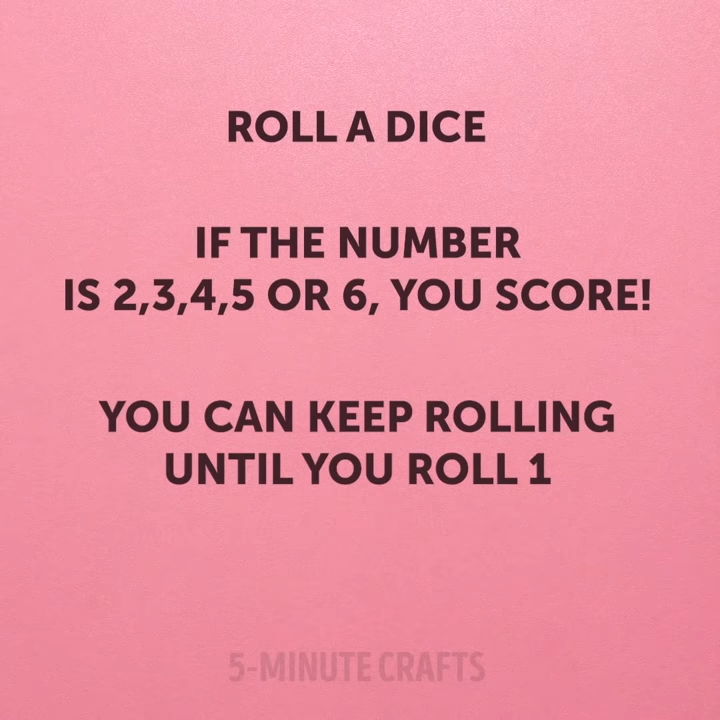 ROLL A DICE
IF THE NUMBER
IS 2,3,4,5 OR 6, YOU SCORE!
YOU CAN KEEP ROLLING
UNTIL YOU ROLL 1
5-MINUTE CRAFTS